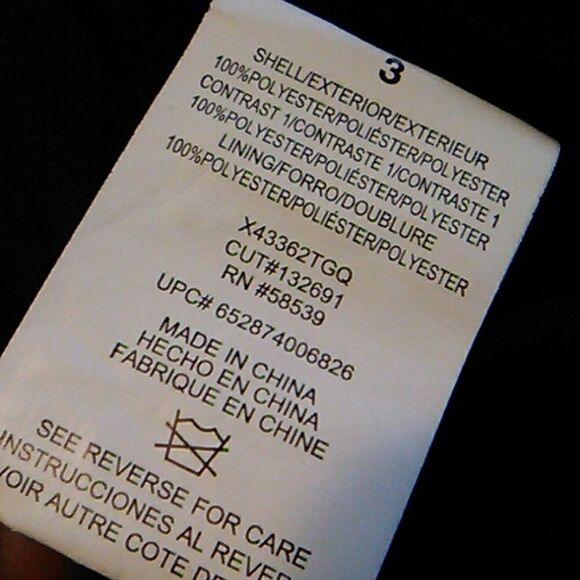 3
SHELL/EXTERIOR/EXTERIEUR
100%POLYESTER/POLIÉSTER/POLYESTER
CONTRAST 1/CONTRASTE 1/CONTRASTE 1
100%POLYESTER/POLIÉSTER/POLYESTER
LINING/FORRO/DOUBLURE
100%POLYESTER/POLIÉSTER/POLYESTER
X43362TGQ
CUT#132691
RN #58539
UPC# 652874006826
MADE IN CHINA
HECHO EN CHINA
FABRIQUE EN CHINE
SEE REVERSE FOR CARE
INSTRUCCIONES AL REVER
VOIR AUTRE COTE DE